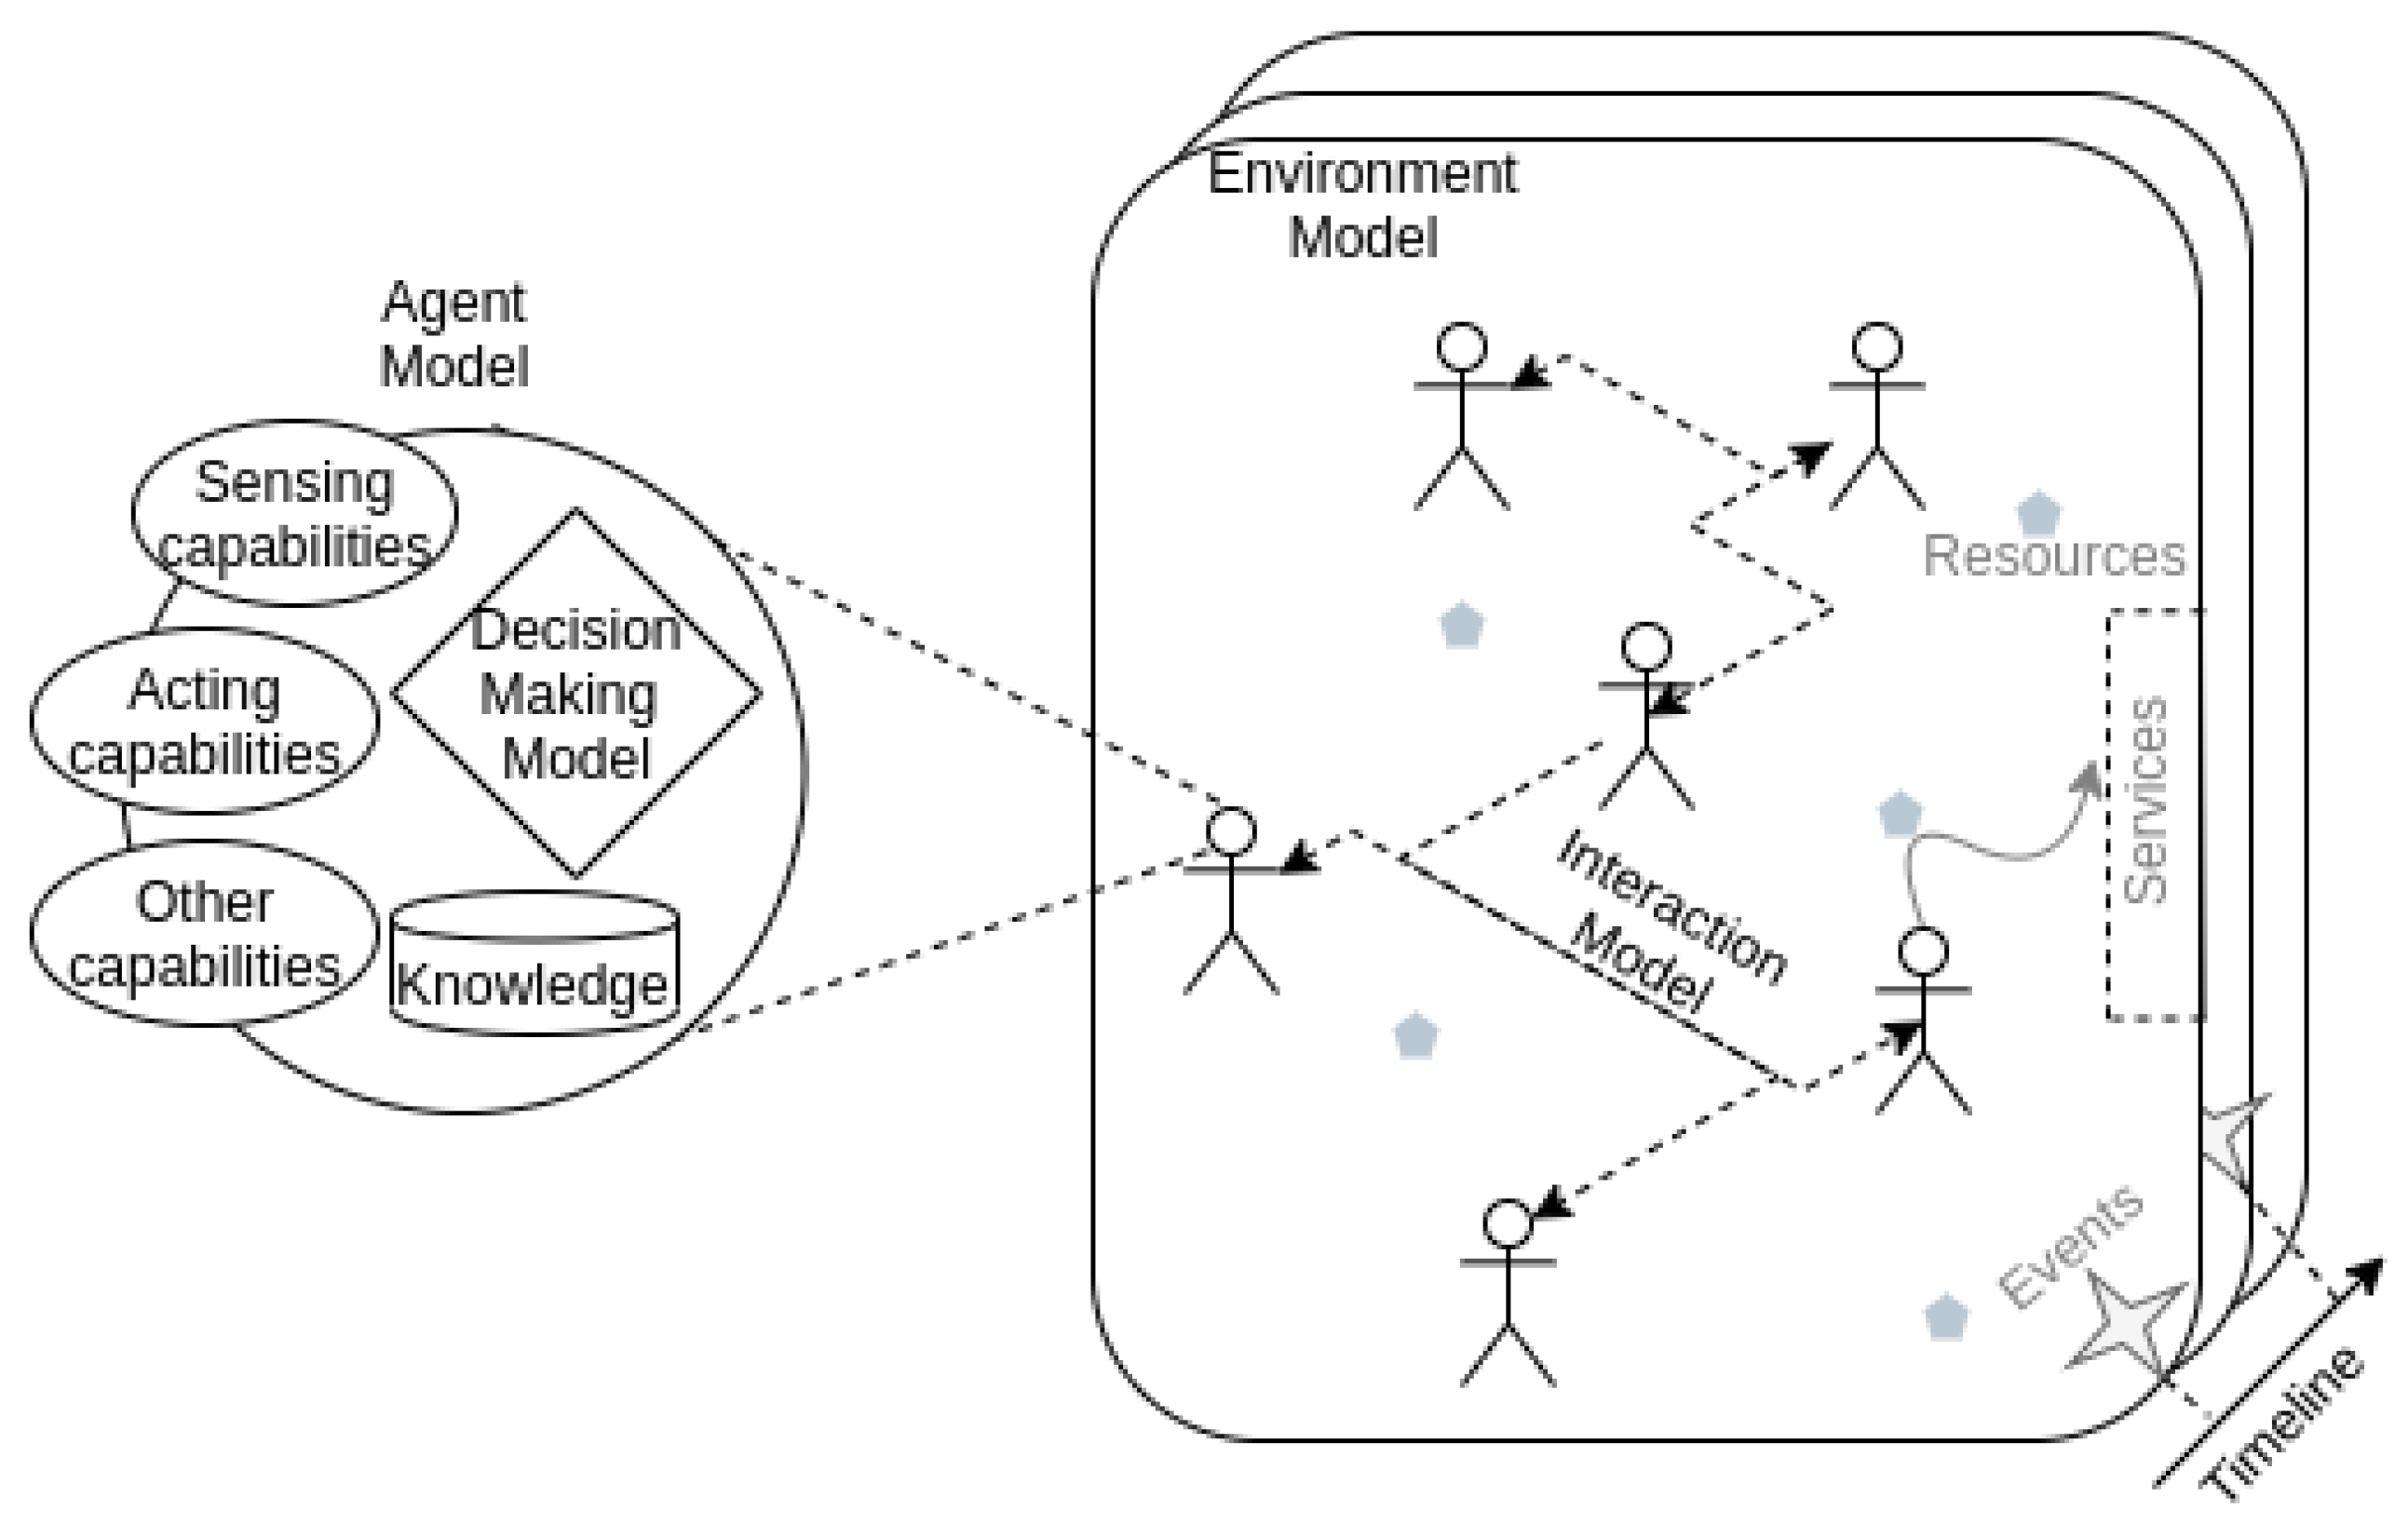 Environment
Model
Agent
Model
Sensing
capabilities
Decision
Making
Model
Acting
capabilities
Other
capabilities
Knowledge
Resources
Services
Interaction
Model
Events
Timeline